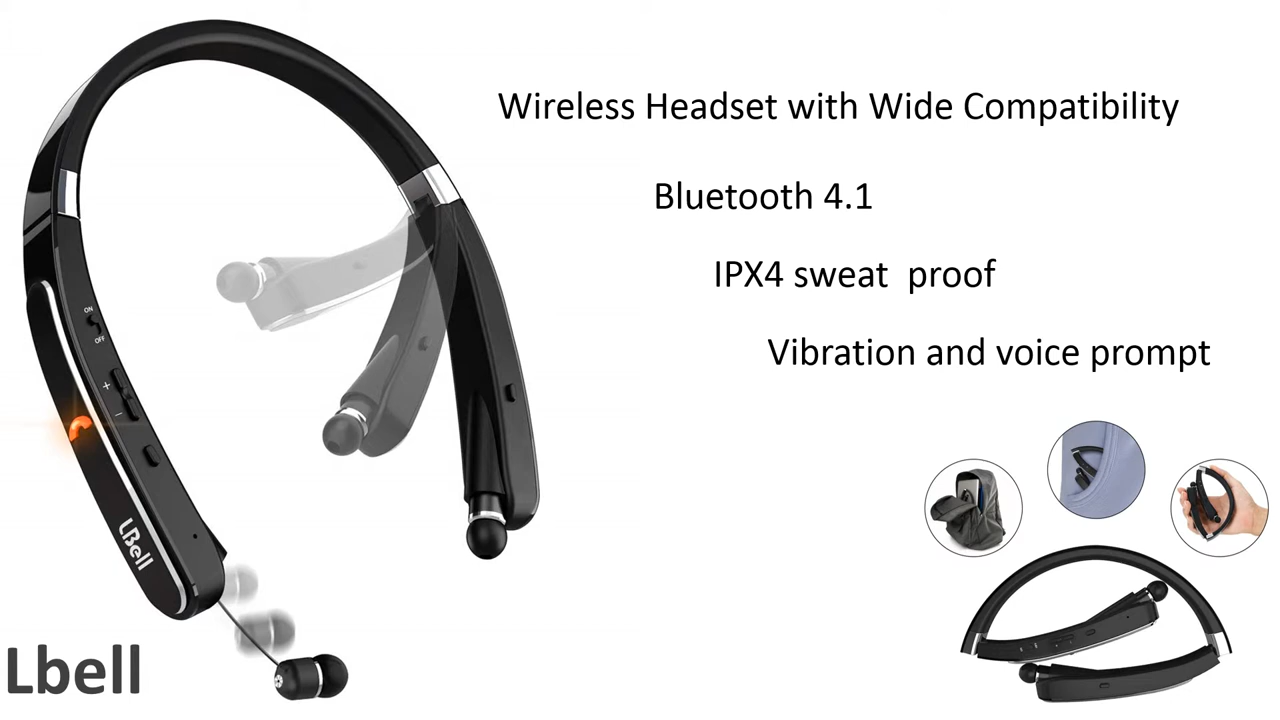 Wireless Headset with Wide Compatibility
Bluetooth 4.1
IPX4 sweat proof
Vibration and voice prompt
ON
OFF
+
–
LBell
Lbell